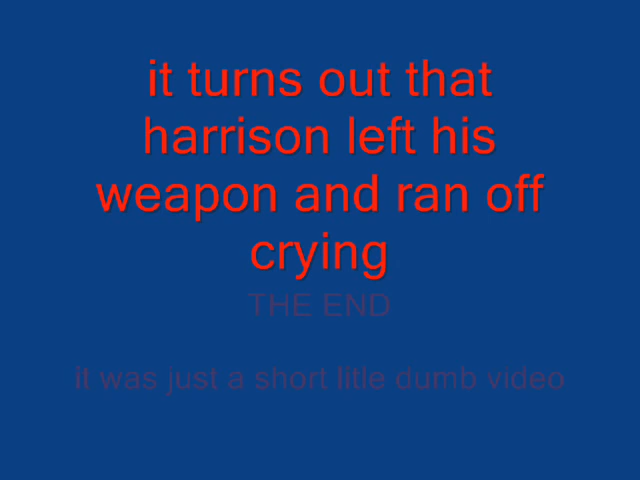 it turns out that
harrison left his
weapon and ran off
crying
THE END
it was just a short litle dumb video